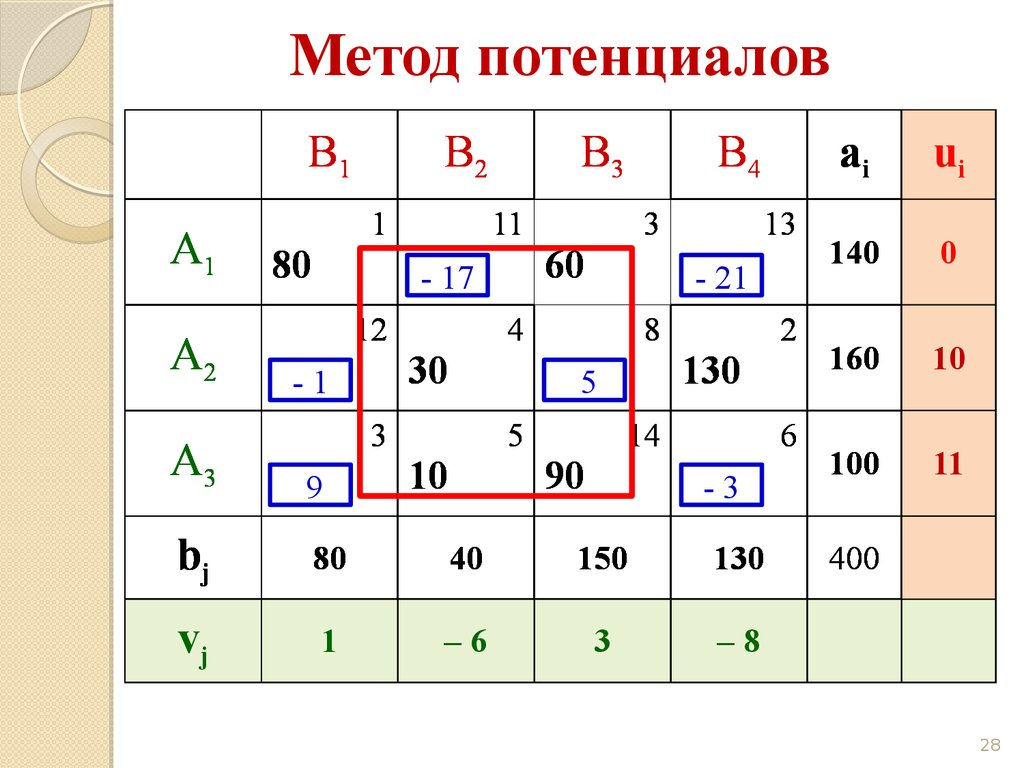 Метод потенциалов
B1 B2 B3 B4 ai ui
1 11 3 13
A1 80 - 17 60 - 21 140 0
12 4 8 2
A2 - 1 30 5 130 160 10
3 5 14 6
A3 9 10 90 - 3 100 11
bj 80 40 150 130 400
vj 1 – 6 3 – 8
28